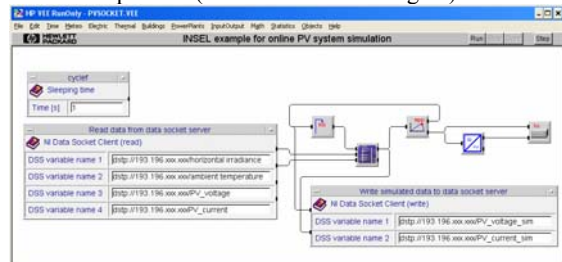 HP VEE RunOnly - PVSOCKET.VEE
File Edit Time Meteo Electric Thermal Buildings PowerPlants InputOutput Math Statistics Objects Help
HEWLETT PACKARD
INSEL example for online PV system simulation
Run
Step
cyclef
Sleeping time
Time [s] 1
Read data from data socket server
NI Data Socket Client (read)
DSS variable name 1 dstp://193.196.xxx.xxx/horizontal irradiance
DSS variable name 2 dstp://193.196.xxx.xxx/ambient temperature
DSS variable name 3 dstp://193.196.xxx.xxx/PV_voltage
DSS variable name 4 dstp://193.196.xxx.xxx/PV_current
Write simulated data to data socket server
NI Data Socket Client (write)
DSS variable name 1 dstp://193.196.xxx.xxx/PV_voltage_sim
DSS variable name 2 dstp://193.196.xxx.xxx/PV_current_sim